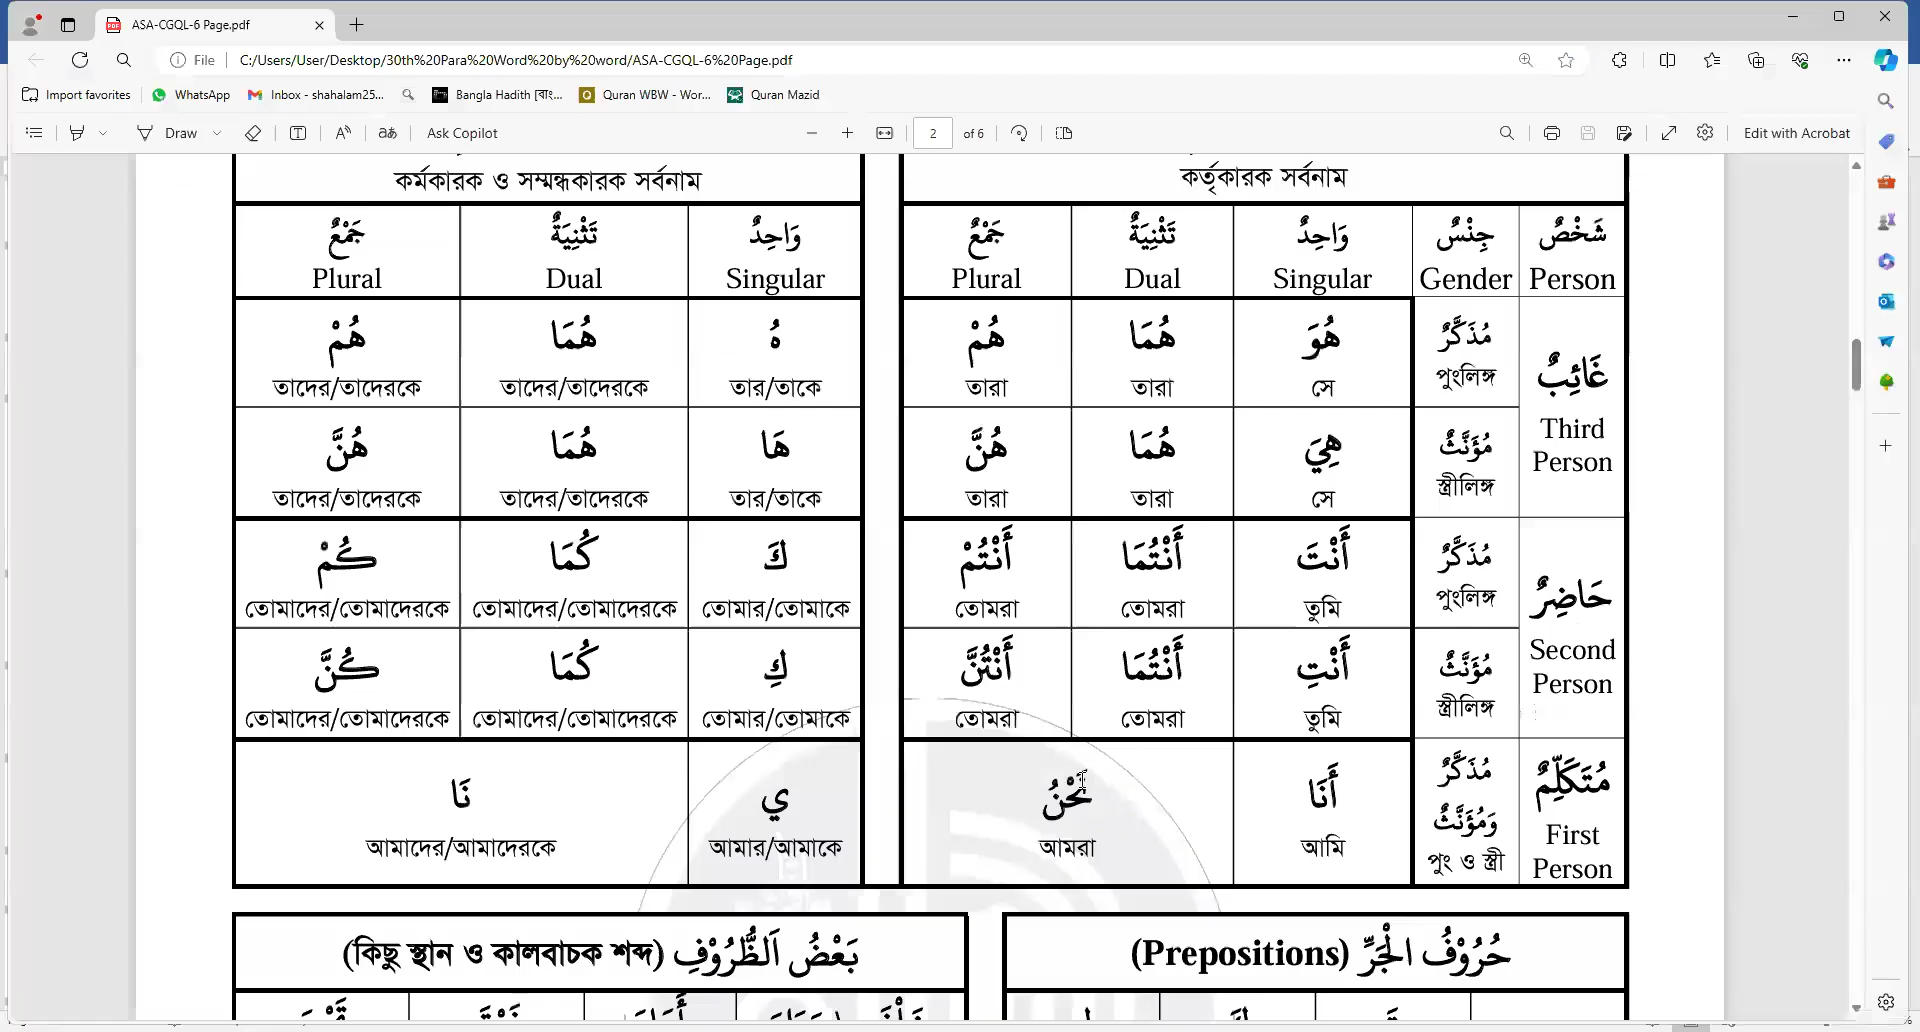 ASA-CGQL-6 Page.pdf
File C:/Users/User/Desktop/30th%20Para%20Word%20by%20word/ASA-CGQL-6%20Page.pdf
Import favorites WhatsApp Inbox - shahalam25... Bangla Hadith [বাং... Quran WBW - Wor... Quran Mazid
Draw Ask Copilot 2 of 6 Edit with Acrobat
কর্মকারক ও সম্মন্ধকারক সর্বনাম
কর্তৃকারক সর্বনাম
جَمْعٌ تَثْنِيَةٌ وَاحِدٌ
Plural Dual Singular
جَمْعٌ تَثْنِيَةٌ وَاحِدٌ جِنْسٌ شَخْصٌ
Plural Dual Singular Gender Person
هُمْ هُمَا هُ
তাদের/তাদেরকে তাদের/তাদেরকে তার/তাকে
هُمْ هُمَا هُوَ مُذَكَّرٌ
তারা তারা সে পুংলিঙ্গ
غَائِبٌ
Third
Person
هُنَّ هُمَا هَا
তাদের/তাদেরকে তাদের/তাদেরকে তার/তাকে
هُنَّ هُمَا هِيَ مُؤَنَّثٌ
তারা তারা সে স্ত্রীলিঙ্গ
كُمْ كُمَا كَ
তোমাদের/তোমাদেরকে তোমাদের/তোমাদেরকে তোমার/তোমাকে
أَنْتُمْ أَنْتُمَا أَنْتَ مُذَكَّرٌ
তোমরা তোমরা তুমি পুংলিঙ্গ
حَاضِرٌ
Second
Person
كُنَّ كُمَا كِ
তোমাদের/তোমাদেরকে তোমাদের/তোমাদেরকে তোমার/তোমাকে
أَنْتُنَّ أَنْتُمَا أَنْتِ مُؤَنَّثٌ
তোমরা তোমরা তুমি স্ত্রীলিঙ্গ
نَا ي
আমাদের/আমাদেরকে আমার/আমাকে
نَحْنُ أَنَا مُذَكَّرٌ وَمُؤَنَّثٌ
আমরা আমি পুং ও স্ত্রী
مُتَكَلِّمٌ
First
Person
بَعْضُ اَلظُّرُوْفِ (কিছু স্থান ও কালবাচক শব্দ)
حُرُوْفُ الْجَرِّ (Prepositions)